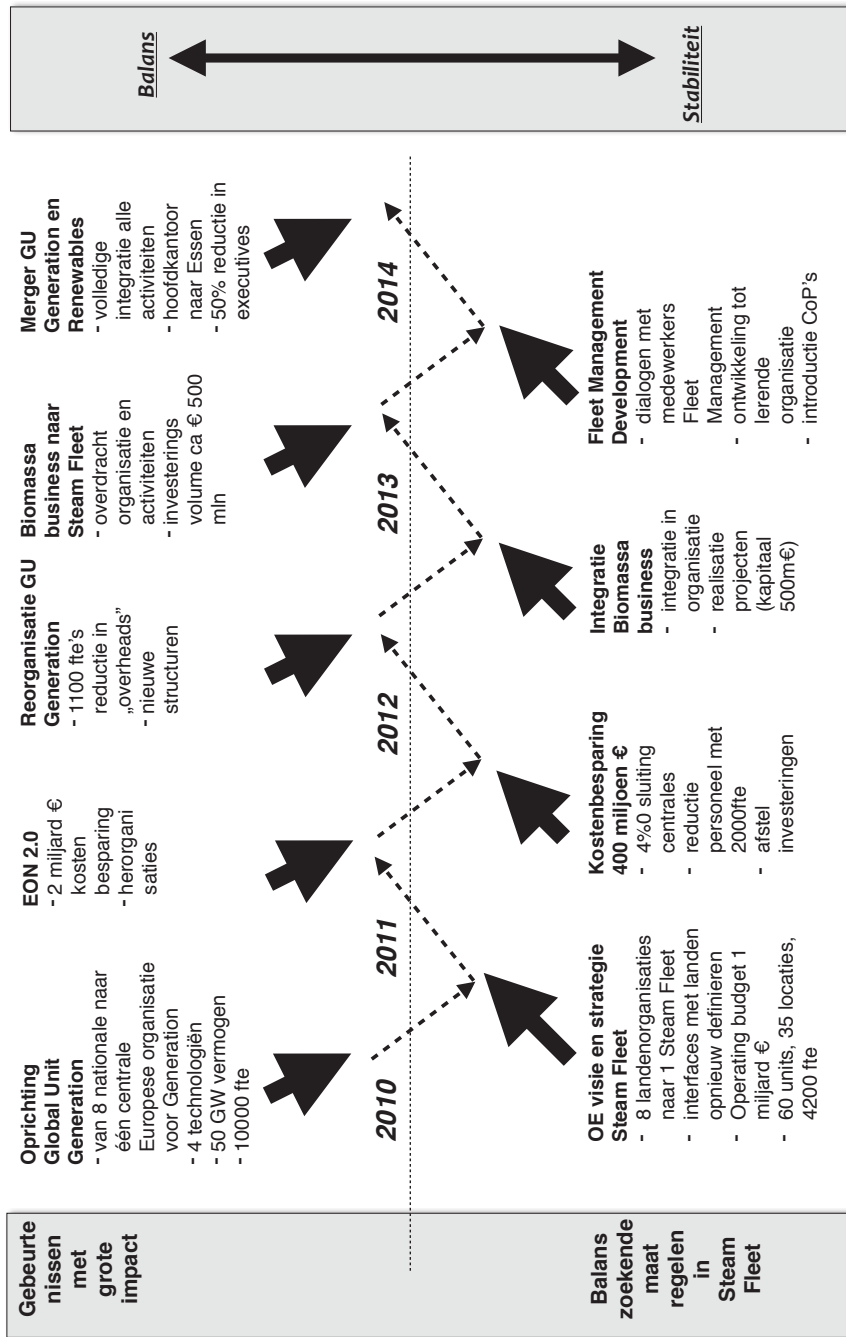 Gebeurte
nissen
met
grote
impact
Oprichting
Global Unit
Generation
- van 8 nationale naar
één centrale
Europese organisatie
voor Generation
- 4 technologiën
- 50 GW vermogen
- 10000 fte
EON 2.0
- 2 miljard €
kosten
besparing
- herorgani
saties
Reorganisatie GU
Generation
- 1100 fte's
reductie in
„overheads”
- nieuwe
structuren
Biomassa
business naar
Steam Fleet
- overdracht
organisatie en
activiteiten
- investerings
volume ca € 500
mln
Merger GU
Generation en
Renewables
- volledige
integratie alle
activiteiten
- hoofdkantoor
naar Essen
- 50% reductie in
executives
Balans
2010
2011
2012
2013
2014
Balans
zoekende
maat
regelen
in
Steam
Fleet
OE visie en strategie
Steam Fleet
- 8 landenorganisaties
naar 1 Steam Fleet
- interfaces met landen
opnieuw definieren
- Operating budget 1
miljard €
- 60 units, 35 locaties,
4200 fte
Kostenbesparing
400 miljoen €
- 4%0 sluiting
centrales
- reductie
personeel met
2000fte
- afstel
investeringen
Integratie
Biomassa
business
- integratie in
organisatie
- realisatie
projecten
(kapitaal
500m€)
Fleet Management
Development
- dialogen met
medewerkers
Fleet
Management
- ontwikkeling tot
lerende
organisatie
- introductie CoP's
Stabiliteit